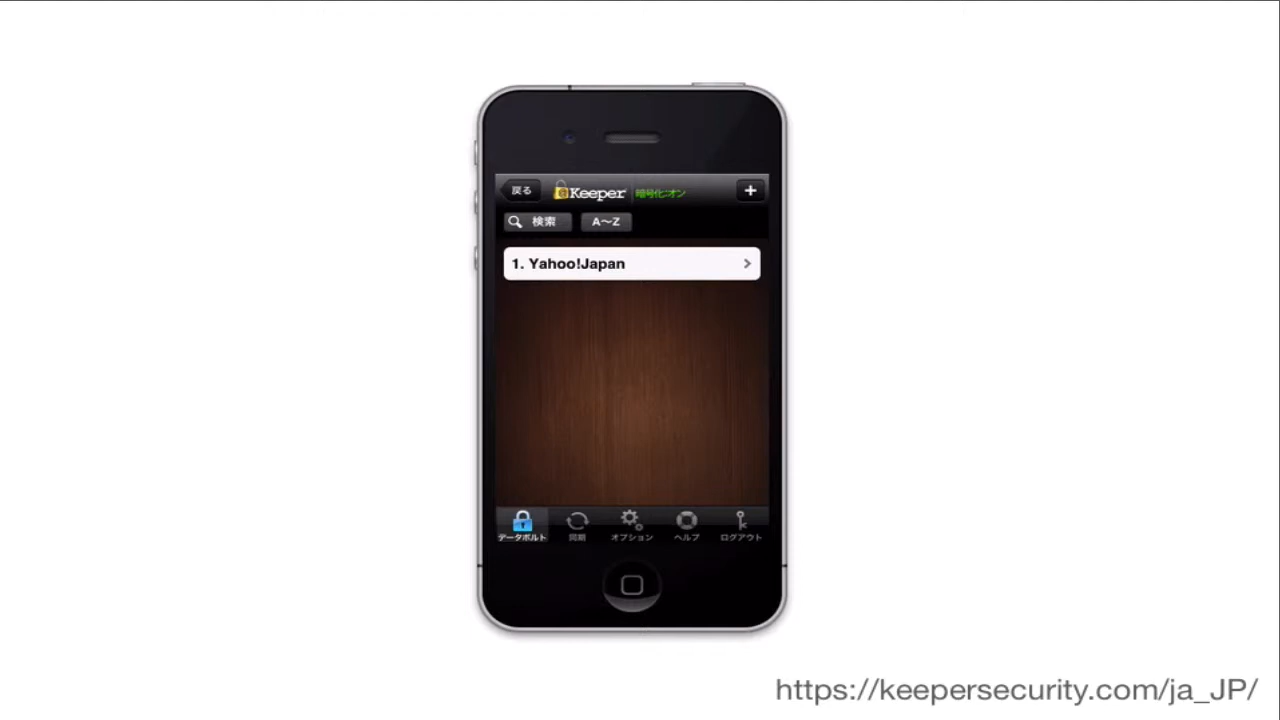 戻る Keeper 暗号化:オン +
検索 A〜Z
1. Yahoo!Japan
データボルト 同期 オプション ヘルプ ログアウト
https://keepersecurity.com/ja_JP/